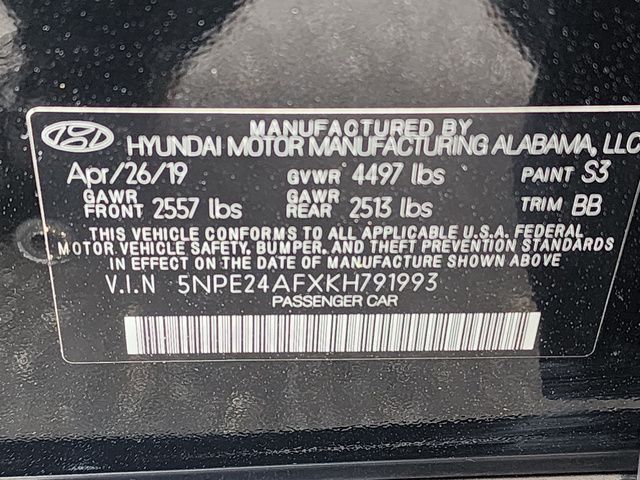 MANUFACTURED BY
HYUNDAI MOTOR MANUFACTURING ALABAMA, LLC
Apr/26/19 GVWR 4497 lbs PAINT S3
GAWR FRONT 2557 lbs GAWR REAR 2513 lbs TRIM BB
THIS VEHICLE CONFORMS TO ALL APPLICABLE U.S.A. FEDERAL
MOTOR VEHICLE SAFETY, BUMPER, AND THEFT PREVENTION STANDARDS
IN EFFECT ON THE DATE OF MANUFACTURE SHOWN ABOVE.
V.I.N 5NPE24AFXKH791993
PASSENGER CAR